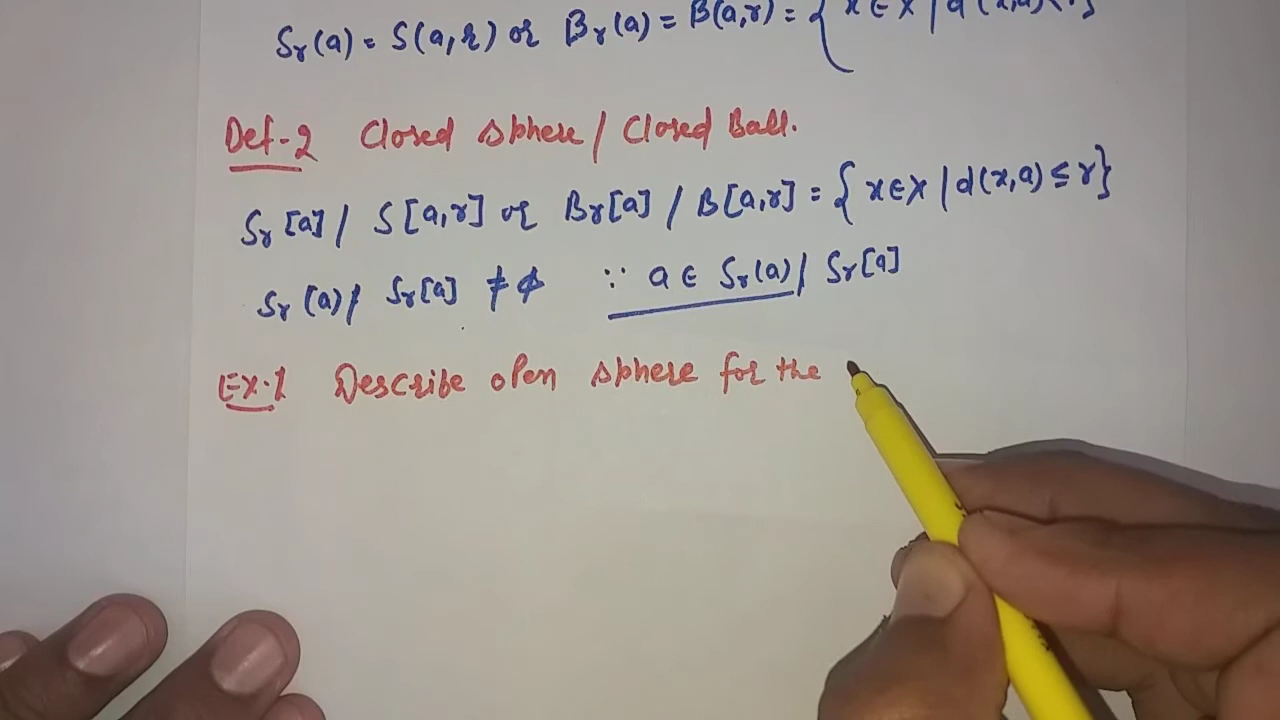 Sr(a) = S(a,r) or Br(a) = B(a,r) = { x ∈ X | d(x,a) < r }
Def-2 Closed sphere / Closed Ball.
Sr[a] / S[a,r] or Br[a] / B[a,r] = { x ∈ X | d(x,a) ≤ r }
Sr(a) / Sr[a] ≠ φ ∵ a ∈ Sr(a) / Sr[a]
Ex.1 Describe open sphere for the